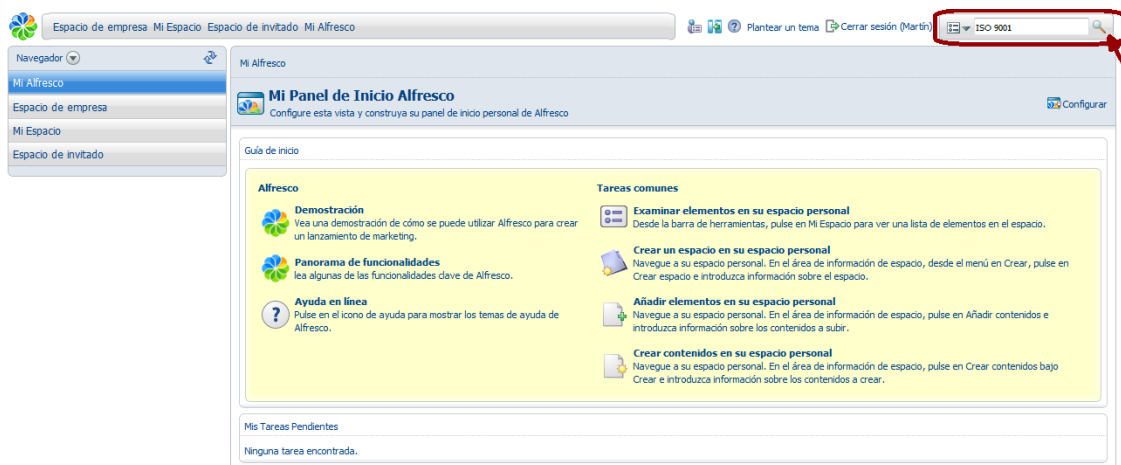 Espacio de empresa Mi Espacio Espacio de invitado Mi Alfresco
Plantear un tema Cerrar sesión (Martín) ISO 9001
Navegador
Mi Alfresco
Espacio de empresa
Mi Espacio
Espacio de invitado
Mi Alfresco
Mi Panel de Inicio Alfresco
Configure esta vista y construya su panel de inicio personal de Alfresco
Configurar
Guía de inicio
Alfresco
Demostración
Vea una demostración de cómo se puede utilizar Alfresco para crear
un lanzamiento de marketing.
Panorama de funcionalidades
lea algunas de las funcionalidades clave de Alfresco.
Ayuda en línea
Pulse en el icono de ayuda para mostrar los temas de ayuda de
Alfresco.
Tareas comunes
Examinar elementos en su espacio personal
Desde la barra de herramientas, pulse en Mi Espacio para ver una lista de elementos en el espacio.
Crear un espacio en su espacio personal
Navegue a su espacio personal. En el área de información de espacio, desde el menú en Crear, pulse en
Crear espacio e introduzca información sobre el espacio.
Añadir elementos en su espacio personal
Navegue a su espacio personal. En el área de información de espacio, pulse en Añadir contenidos e
introduzca información sobre los contenidos a subir.
Crear contenidos en su espacio personal
Navegue a su espacio personal. En el área de información de espacio, pulse en Crear contenidos bajo
Crear e introduzca información sobre los contenidos a crear.
Mis Tareas Pendientes
Ninguna tarea encontrada.